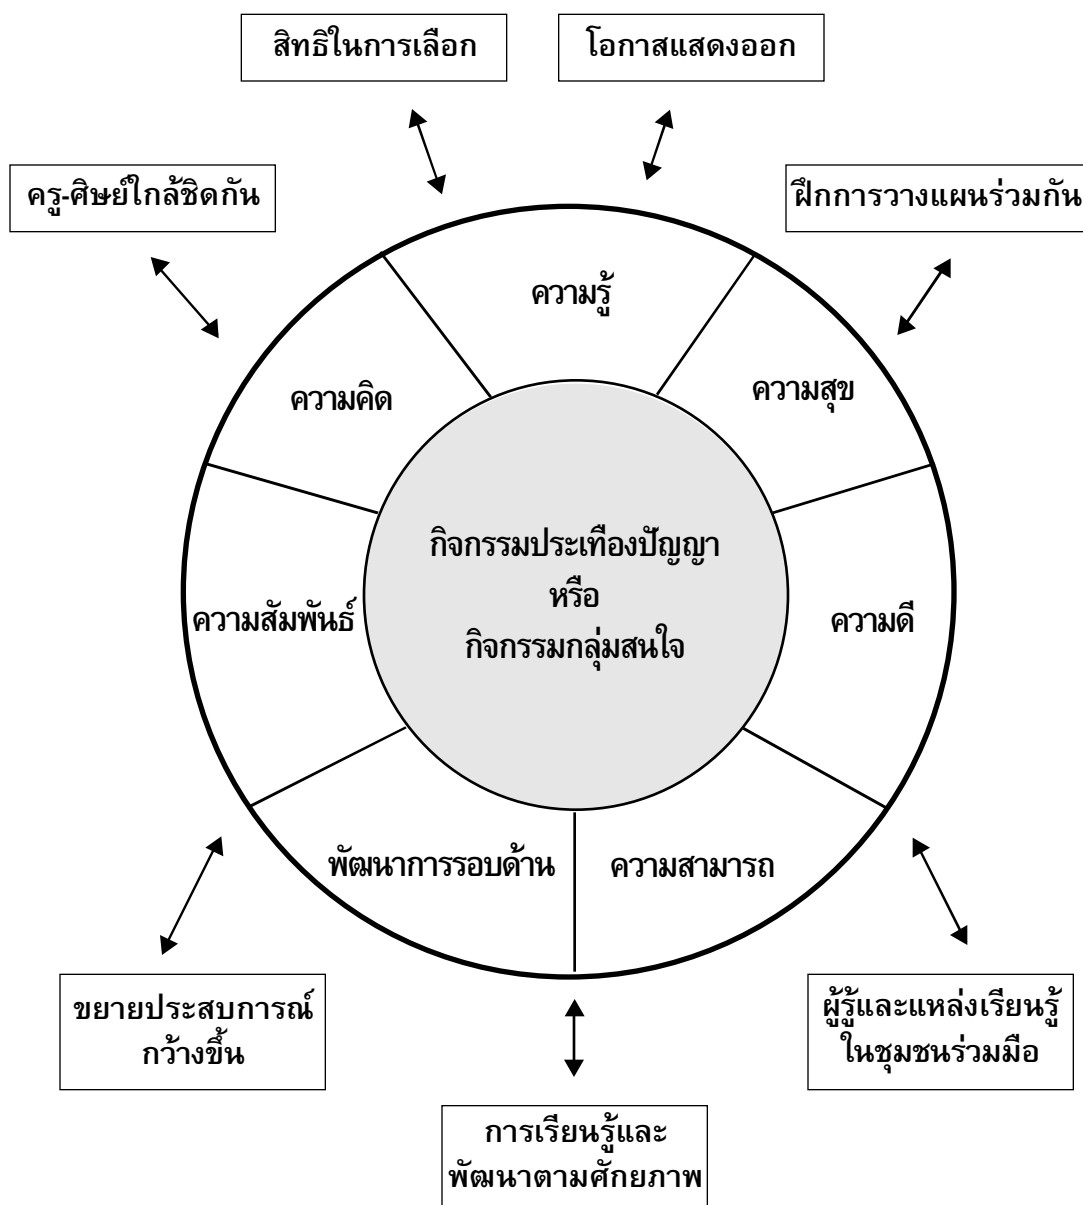 สิทธิในการเลือก
โอกาสแสดงออก
ครู-ศิษย์ใกล้ชิดกัน
ฝึกการวางแผนร่วมกัน
ความรู้
ความคิด
ความสุข
กิจกรรมประเทืองปัญญา
หรือ
กิจกรรมกลุ่มสนใจ
ความสัมพันธ์
ความดี
พัฒนาการรอบด้าน
ความสามารถ
ขยายประสบการณ์
กว้างขึ้น
ผู้รู้และแหล่งเรียนรู้
ในชุมชนร่วมมือ
การเรียนรู้และ
พัฒนาตามศักยภาพ